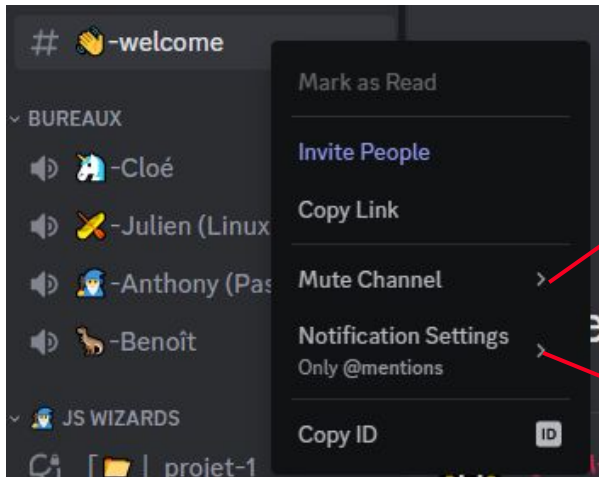 # 👋-welcome
BUREAUX
🦄-Cloé
🛶-Julien (Linux
🧙-Anthony (Pas
🦕-Benoît
🧙 JS WIZARDS
[📁] projet-1
Mark as Read
Invite People
Copy Link
Mute Channel
Notification Settings
Only @mentions
Copy ID
ID